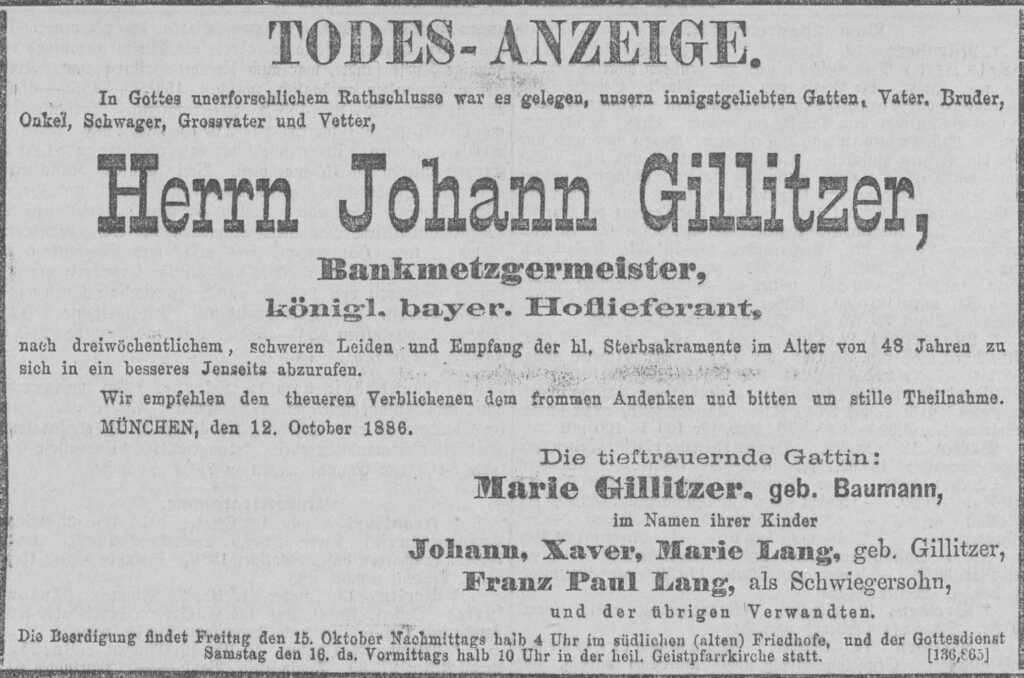 TODES-ANZEIGE.
In Gottes unerforschlichem Rathschlusse war es gelegen, unsern innigstgeliebten Gatten, Vater. Bruder,
Onkel, Schwager, Grossvater und Vetter,
Herrn Johann Gillitzer,
Bankmetzgermeister,
königl. bayer. Hoflieferant,
nach dreiwöchentlichem, schweren Leiden und Empfang der hl. Sterbsakramente im Alter von 48 Jahren zu
sich in ein besseres Jenseits abzurufen.
Wir empfehlen den theueren Verblichenen dem frommen Andenken und bitten um stille Theilnahme.
MÜNCHEN, den 12. October 1886.
Die tieftrauernde Gattin:
Marie Gillitzer. geb. Baumann,
im Namen ihrer Kinder
Johann, Xaver, Marie Lang, geb. Gillitzer,
Franz Paul Lang, als Schwiegersohn,
und der übrigen Verwandten.
Die Beerdigung findet Freitag den 15. Oktober Nachmittags halb 4 Uhr im südlichen (alten) Friedhofe, und der Gottesdienst
Samstag den 16. ds. Vormittags halb 10 Uhr in der heil. Geistpfarrkirche statt. [136,865]